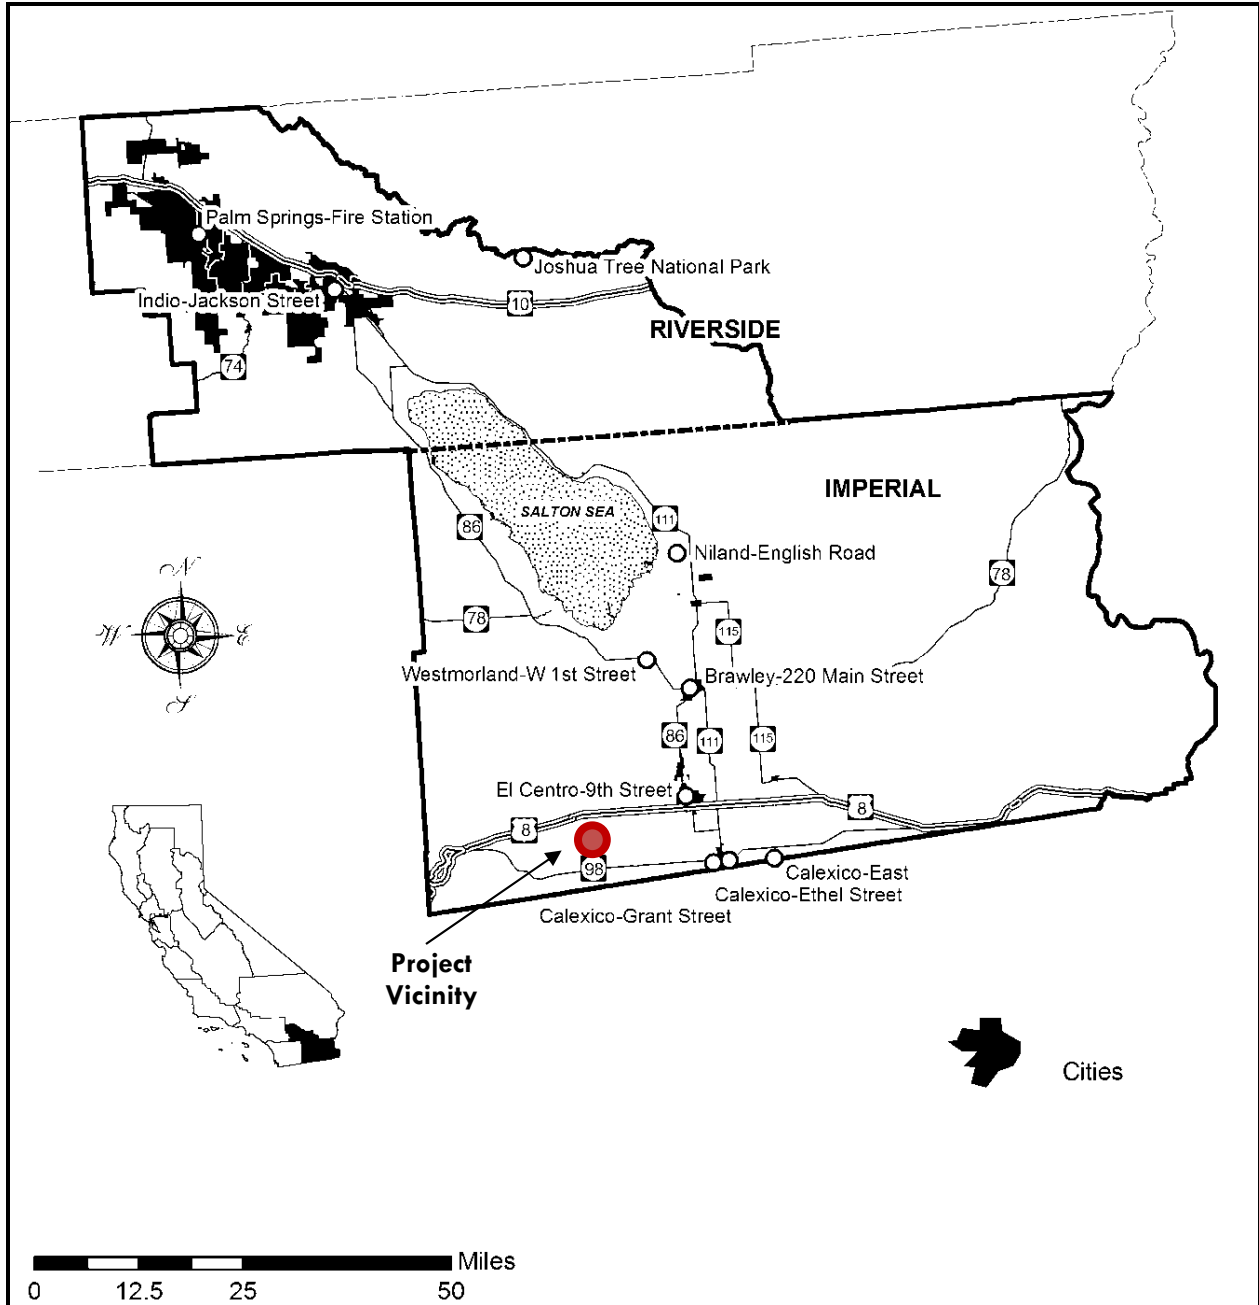 Palm Springs-Fire Station
Joshua Tree National Park
Indio-Jackson Street
10
RIVERSIDE
74
IMPERIAL
SALTON SEA
86
111
Niland-English Road
78
78
115
N
W
E
S
Westmorland-W 1st Street
Brawley-220 Main Street
86
111
115
El Centro-9th Street
8
8
98
Calexico-East
Calexico-Ethel Street
Calexico-Grant Street
Project
Vicinity
Cities
Miles
0
12.5
25
50